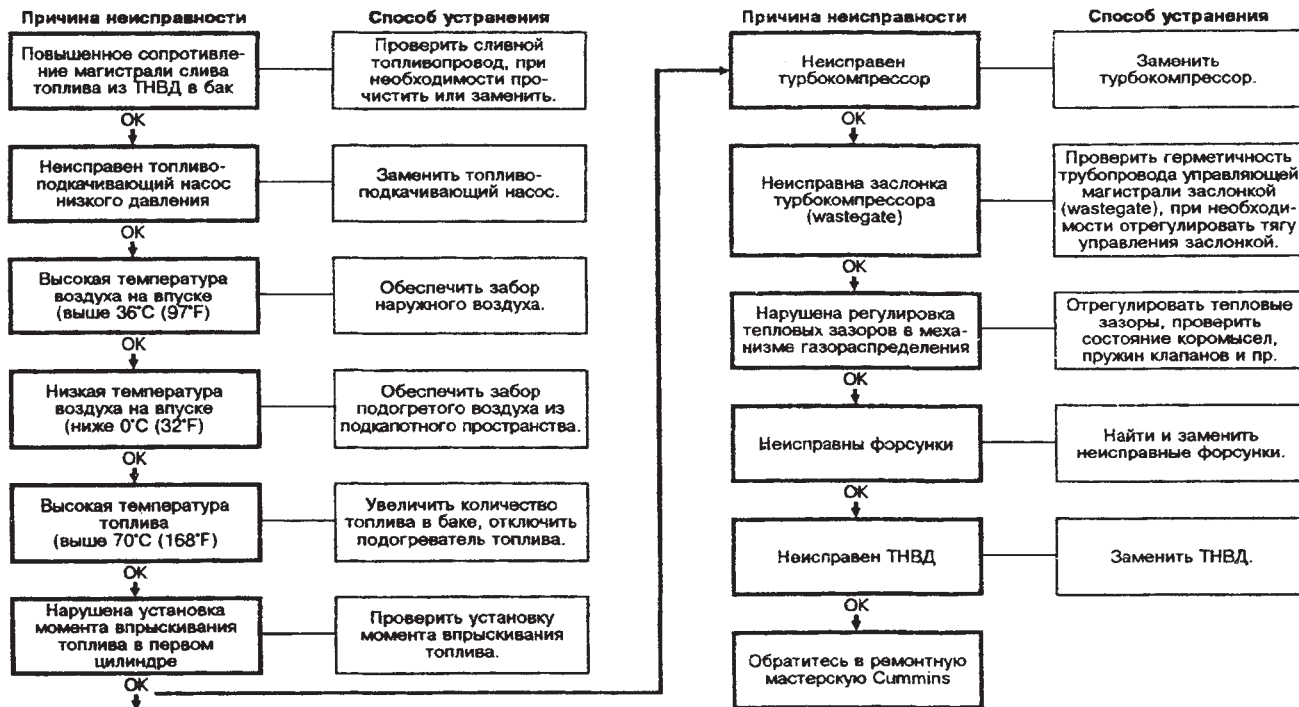 Причина неисправности
Способ устранения
Повышенное сопротивле-
ние магистрали слива
топлива из ТНВД в бак
Проверить сливной
топливопровод, при
необходимости про-
чистить или заменить.
OK
Неисправен топливо-
подкачивающий насос
низкого давления
Заменить топливо-
подкачивающий насос.
OK
Высокая температура
воздуха на впуске
(выше 36°C (97°F)
Обеспечить забор
наружного воздуха.
OK
Низкая температура
воздуха на впуске
(ниже 0°C (32°F)
Обеспечить забор
подогретого воздуха из
подкапотного пространства.
OK
Высокая температура
топлива
(выше 70°C (168°F)
Увеличить количество
топлива в баке, отключить
подогреватель топлива.
OK
Нарушена установка
момента впрыскивания
топлива в первом
цилиндре
Проверить установку
момента впрыскивания
топлива.
OK
Причина неисправности
Способ устранения
Неисправен
турбокомпрессор
Заменить
турбокомпрессор.
OK
Неисправна заслонка
турбокомпрессора
(wastegate)
Проверить герметичность
трубопровода управляющей
магистрали заслонкой
(wastegate), при необходи-
мости отрегулировать тягу
управления заслонкой.
OK
Нарушена регулировка
тепловых зазоров в меха-
низме газораспределения
Отрегулировать тепловые
зазоры, проверить
состояние коромысел,
пружин клапанов и пр.
OK
Неисправны форсунки
Найти и заменить
неисправные форсунки.
OK
Неисправен ТНВД
Заменить ТНВД.
OK
Обратитесь в ремонтную
мастерскую Cummins